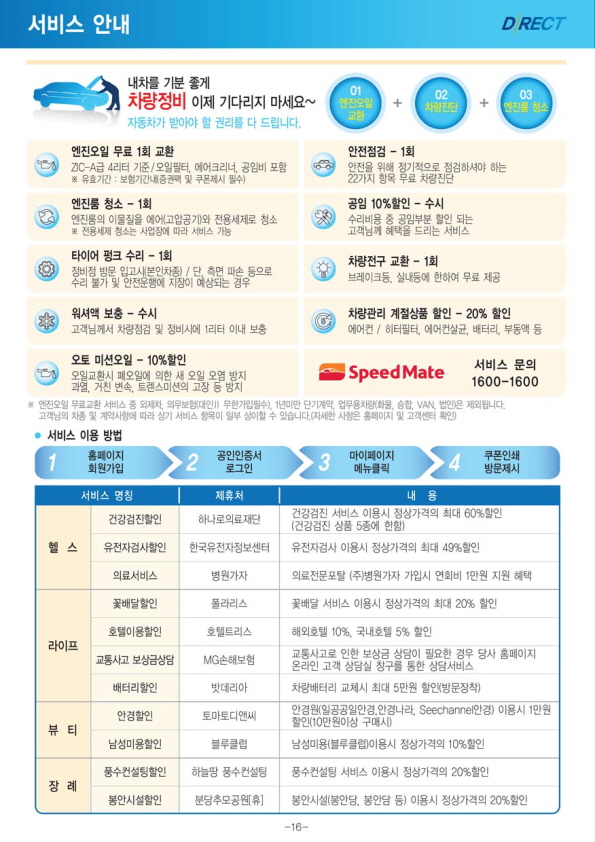 서비스 안내
DIRECT
내차를 기분 좋게
차량정비 이제 기다리지 마세요~
자동차가 받아야 할 권리를 다 드립니다.
01
엔진오일
교환
+
02
차량진단
+
03
엔진룸 청소
엔진오일 무료 1회 교환
ZIC-A급 4리터 기준/오일필터, 에어크리너, 공임비 포함
※ 유효기간 : 보험기간내(증권팩 및 쿠폰제시 필수)
안전점검 - 1회
안전을 위해 정기적으로 점검하셔야 하는
22가지 항목 무료 차량진단
엔진룸 청소 - 1회
엔진룸의 이물질을 에어(고압공기)와 전용세제로 청소
※ 전용세제 청소는 사업장에 따라 서비스 가능
공임 10%할인 - 수시
수리비용 중 공임부분 할인 되는
고객님께 혜택을 드리는 서비스
타이어 펑크 수리 - 1회
정비점 방문 입고시(본인차종) / 단, 측면 파손 등으로
수리 불가 및 안전운행에 지장이 예상되는 경우
차량전구 교환 - 1회
브레이크등, 실내등에 한하여 무료 제공
워셔액 보충 - 수시
고객님께서 차량점검 및 정비시에 1리터 이내 보충
차량관리 계절상품 할인 - 20% 할인
에어컨 / 히터필터, 에어컨살균, 배터리, 부동액 등
오토 미션오일 - 10%할인
오일교환시 폐오일에 의한 새 오일 오염 방지
과열, 거친 변속, 트렌스미션의 고장 등 방지
SpeedMate
서비스 문의
1600-1600
※ 엔진오일 무료교환 서비스 중 외제차, 의무보험(대인Ⅱ 무한가입필수), 1년미만 단기계약, 업무용차량(화물, 승합, VAN, 법인)은 제외됩니다.
고객님의 차종 및 계약사항에 따라 상기 서비스 항목이 일부 상이할 수 있습니다.(자세한 사항은 홈페이지 및 고객센터 확인)
● 서비스 이용 방법
1 홈페이지
회원가입
2 공인인증서
로그인
3 마이페이지
메뉴클릭
4 쿠폰인쇄
방문제시
서비스 명칭 제휴처 내 용
헬 스
건강검진할인 하나로의료재단 건강검진 서비스 이용시 정상가격의 최대 60%할인
(건강검진 상품 5종에 한함)
유전자검사할인 한국유전자정보센터 유전자검사 이용시 정상가격의 최대 49%할인
의료서비스 병원가자 의료전문포탈 (주)병원가자 가입시 연회비 1만원 지원 혜택
라이프
꽃배달할인 폴라리스 꽃배달 서비스 이용시 정상가격의 최대 20% 할인
호텔이용할인 호텔트리스 해외호텔 10%, 국내호텔 5% 할인
교통사고 보상금상담 MG손해보험 교통사고로 인한 보상금 상담이 필요한 경우 당사 홈페이지
온라인 고객 상담실 창구를 통한 상담서비스
배터리할인 밧데리아 차량배터리 교체시 최대 5만원 할인(방문장착)
뷰 티
안경할인 토마토디앤씨 안경원(일공공일안경,안경나라, Seechannel안경) 이용시 1만원
할인(10만원이상 구매시)
남성미용할인 블루클럽 남성미용(블루클럽)이용시 정상가격의 10%할인
장 례
풍수컨설팅할인 하늘땅 풍수컨설팅 풍수컨설팅 서비스 이용시 정상가격의 20%할인
봉안시설할인 분당추모공원[휴] 봉안시설(봉안당, 봉안담 등) 이용시 정상가격의 20%할인
-16-